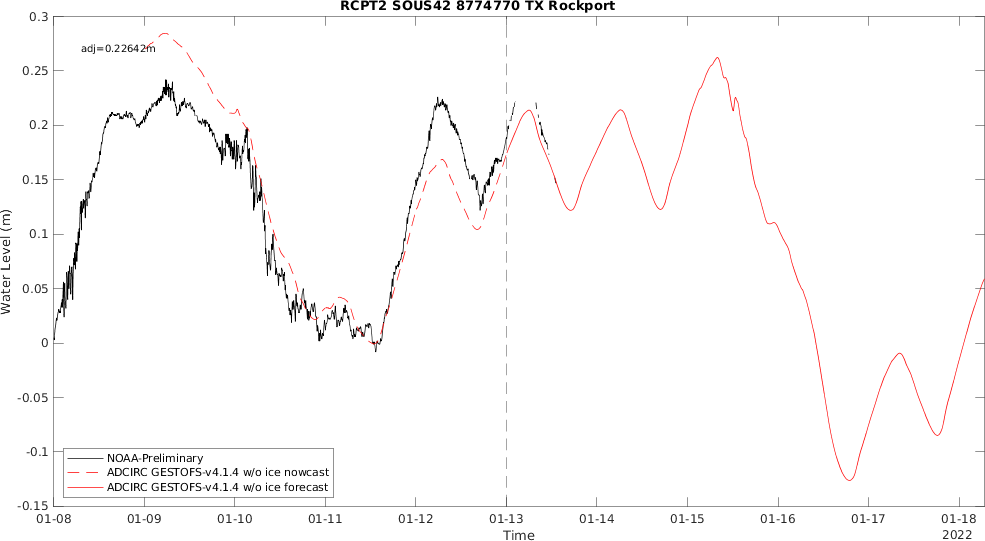 RCPT2 SOUS42 8774770 TX Rockport
adj=0.22642m
0.3
0.25
0.2
0.15
0.1
0.05
0
-0.05
-0.1
-0.15
Water Level (m)
NOAA-Preliminary
ADCIRC GESTOFS-v4.1.4 w/o ice nowcast
ADCIRC GESTOFS-v4.1.4 w/o ice forecast
01-08 01-09 01-10 01-11 01-12 01-13 01-14 01-15 01-16 01-17 01-18
Time
2022